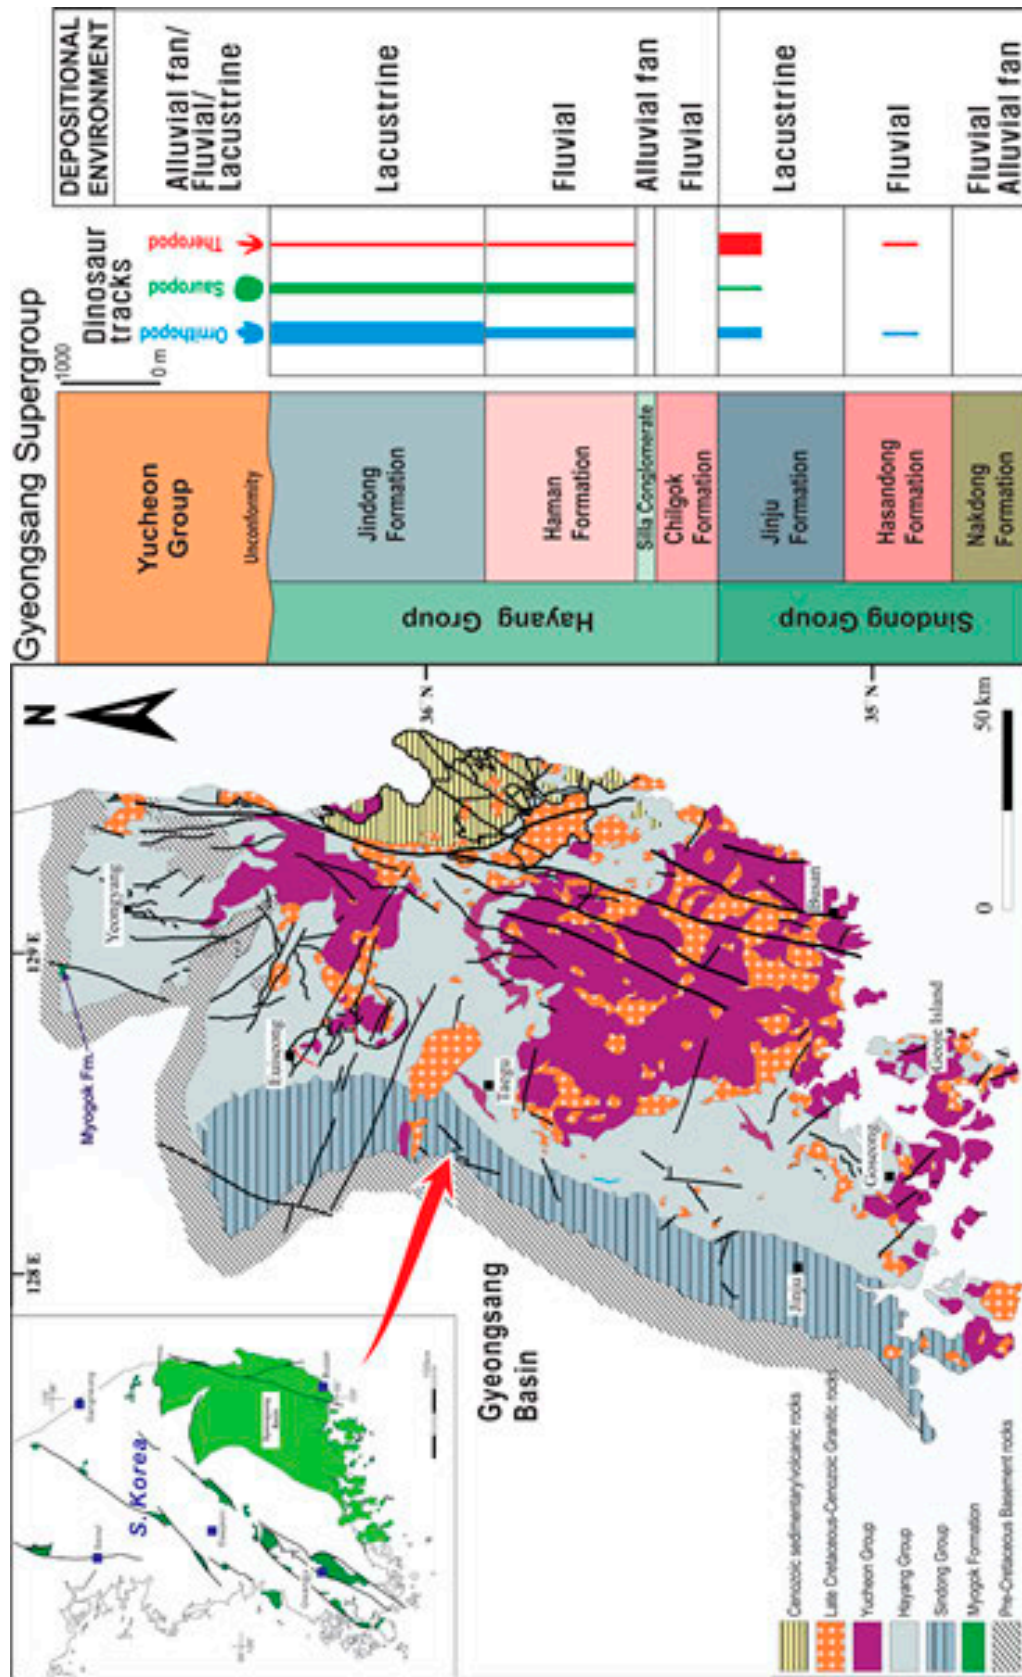 Gyeongsang Supergroup
DEPOSITIONAL
ENVIRONMENT
Dinosaur
tracks
Ornithopod
Sauropod
Theropod
1000
0 m
Yucheon
Group
Unconformity
Alluvial fan/
Fluvial/
Lacustrine
Hayang Group
Jindong
Formation
Lacustrine
Haman
Formation
Fluvial
Silla Conglomerate
Alluvial fan
Chilgok
Formation
Fluvial
Sindong Group
Jinju
Formation
Lacustrine
Hasandong
Formation
Fluvial
Nakdong
Formation
Fluvial
Alluvial fan
N
128°E
129°E
36°N
35°N
0
50 km
S. Korea
Gyeongsang
Basin
Myogok Fm.
Yeongyang
Euiseong
Taegu
Busan
Jinju
Goseong
Geoje Island
Cenozoic sedimentary/volcanic rocks
Late Cretaceous-Cenozoic Granitic rocks
Yucheon Group
Hayang Group
Sindong Group
Myogok Formation
Pre-Cretaceous Basement rocks